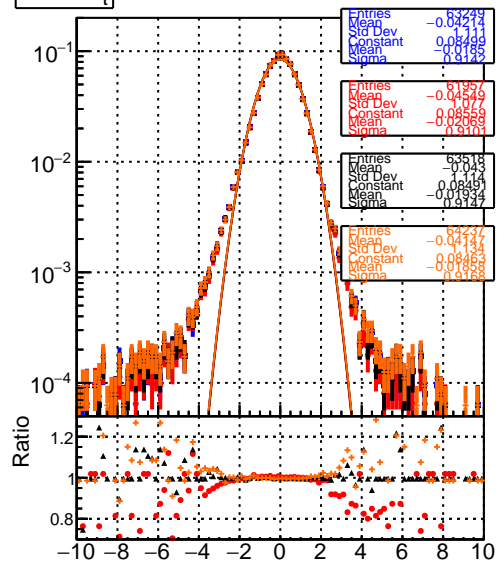 t
Entries 63249
Mean −0.04214
Std Dev 1.111
Constant 0.08499
Mean −0.0185
Sigma 0.9142
Entries 61957
Mean −0.04549
Std Dev 1.077
Constant 0.08559
Mean −0.02069
Sigma 0.9101
Entries 63518
Mean −0.043
Std Dev 1.114
Constant 0.08491
Mean −0.01934
Sigma 0.9147
Entries 64237
Mean −0.04147
Std Dev 1.134
Constant 0.08463
Mean −0.01858
Sigma 0.9168
10⁻¹
10⁻²
10⁻³
10⁻⁴
Ratio
1.2
1
0.8
−10 −8 −6 −4 −2 0 2 4 6 8 10